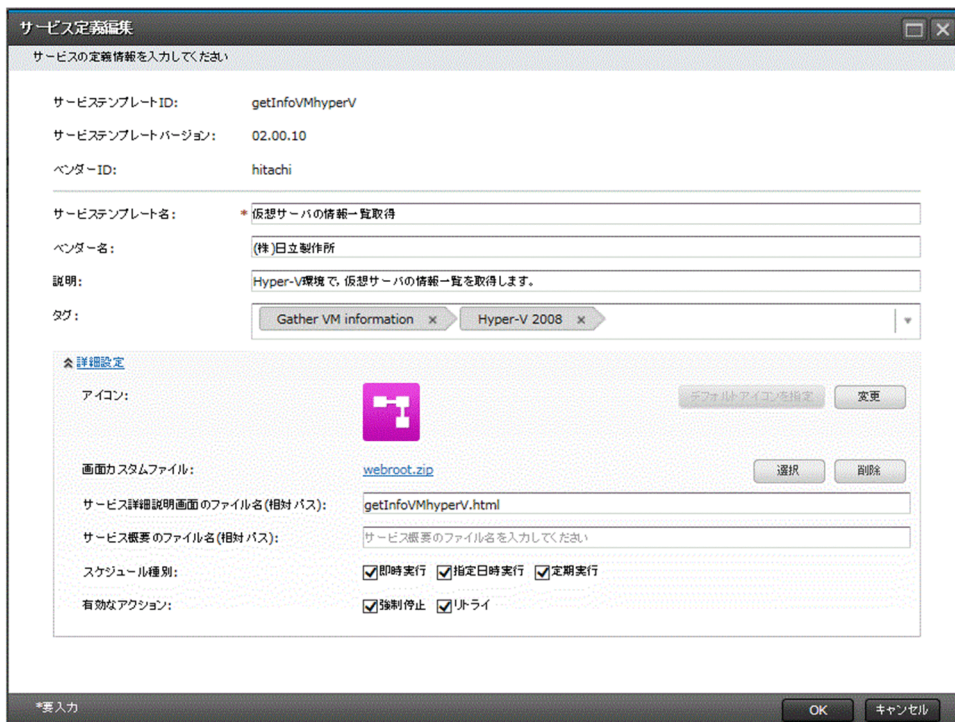 サービス定義編集
サービスの定義情報を入力してください
サービステンプレートID: getInfoVMhyperV
サービステンプレートバージョン: 02.00.10
ベンダーID: hitachi
サービステンプレート名: *仮想サーバの情報一覧取得
ベンダー名: (株)日立製作所
説明: Hyper-V環境で,仮想サーバの情報一覧を取得します。
タグ: Gather VM information × Hyper-V 2008 ×
詳細設定
アイコン: デフォルトアイコンを指定 変更
画面カスタムファイル: webroot.zip 選択 削除
サービス詳細説明画面のファイル名(相対パス): getInfoVMhyperV.html
サービス概要のファイル名(相対パス): サービス概要のファイル名を入力してください
スケジュール種別: 即時実行 指定日時実行 定期実行
有効なアクション: 強制停止 リトライ
*要入力 OK キャンセル